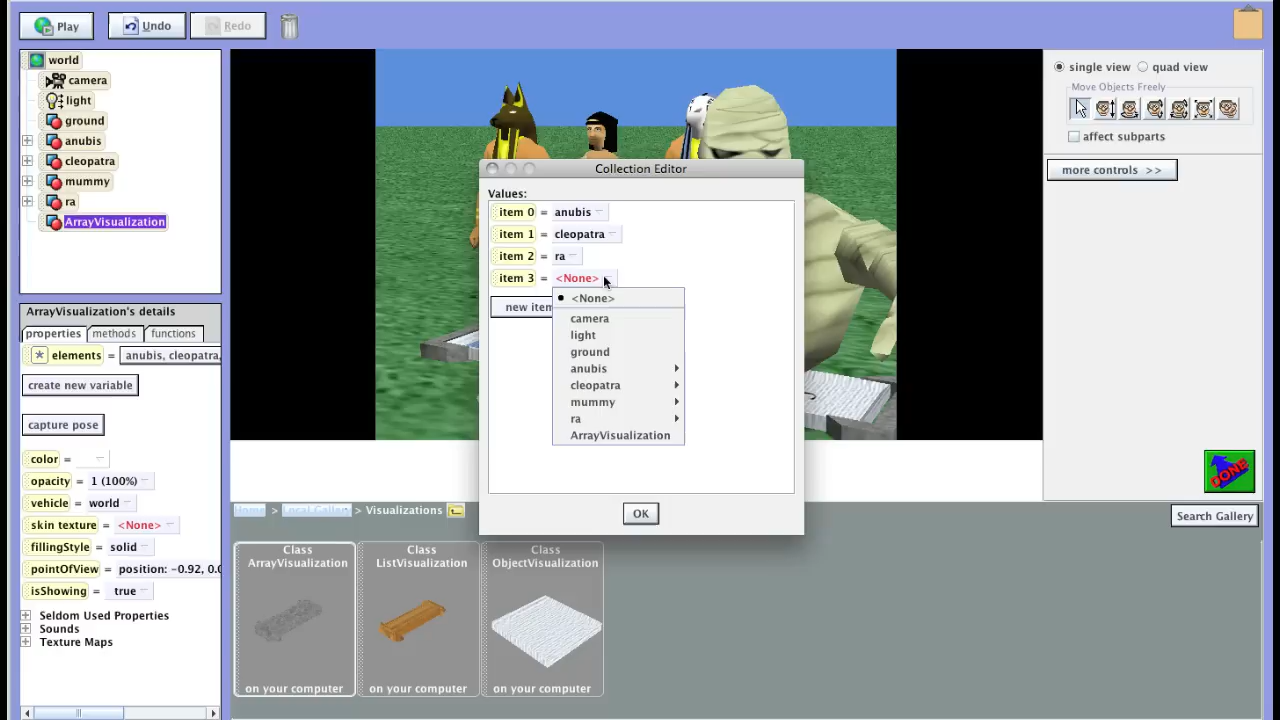 Play
Undo
Redo
world
camera
light
ground
anubis
cleopatra
mummy
ra
ArrayVisualization
single view
quad view
Move Objects Freely
affect subparts
more controls >>
Collection Editor
Values:
item 0 = anubis
item 1 = cleopatra
item 2 = ra
item 3 = <None>
new item
<None>
camera
light
ground
anubis
cleopatra
mummy
ra
ArrayVisualization
OK
ArrayVisualization's details
properties methods functions
elements = anubis, cleopatra,
create new variable
capture pose
color =
opacity = 1 (100%)
vehicle = world
skin texture = <None>
fillingStyle = solid
pointOfView = position: -0.92, 0.0
isShowing = true
Seldom Used Properties
Sounds
Texture Maps
DONE
Home > Local Gallery > Visualizations
Search Gallery
Class
ArrayVisualization
on your computer
Class
ListVisualization
on your computer
Class
ObjectVisualization
on your computer